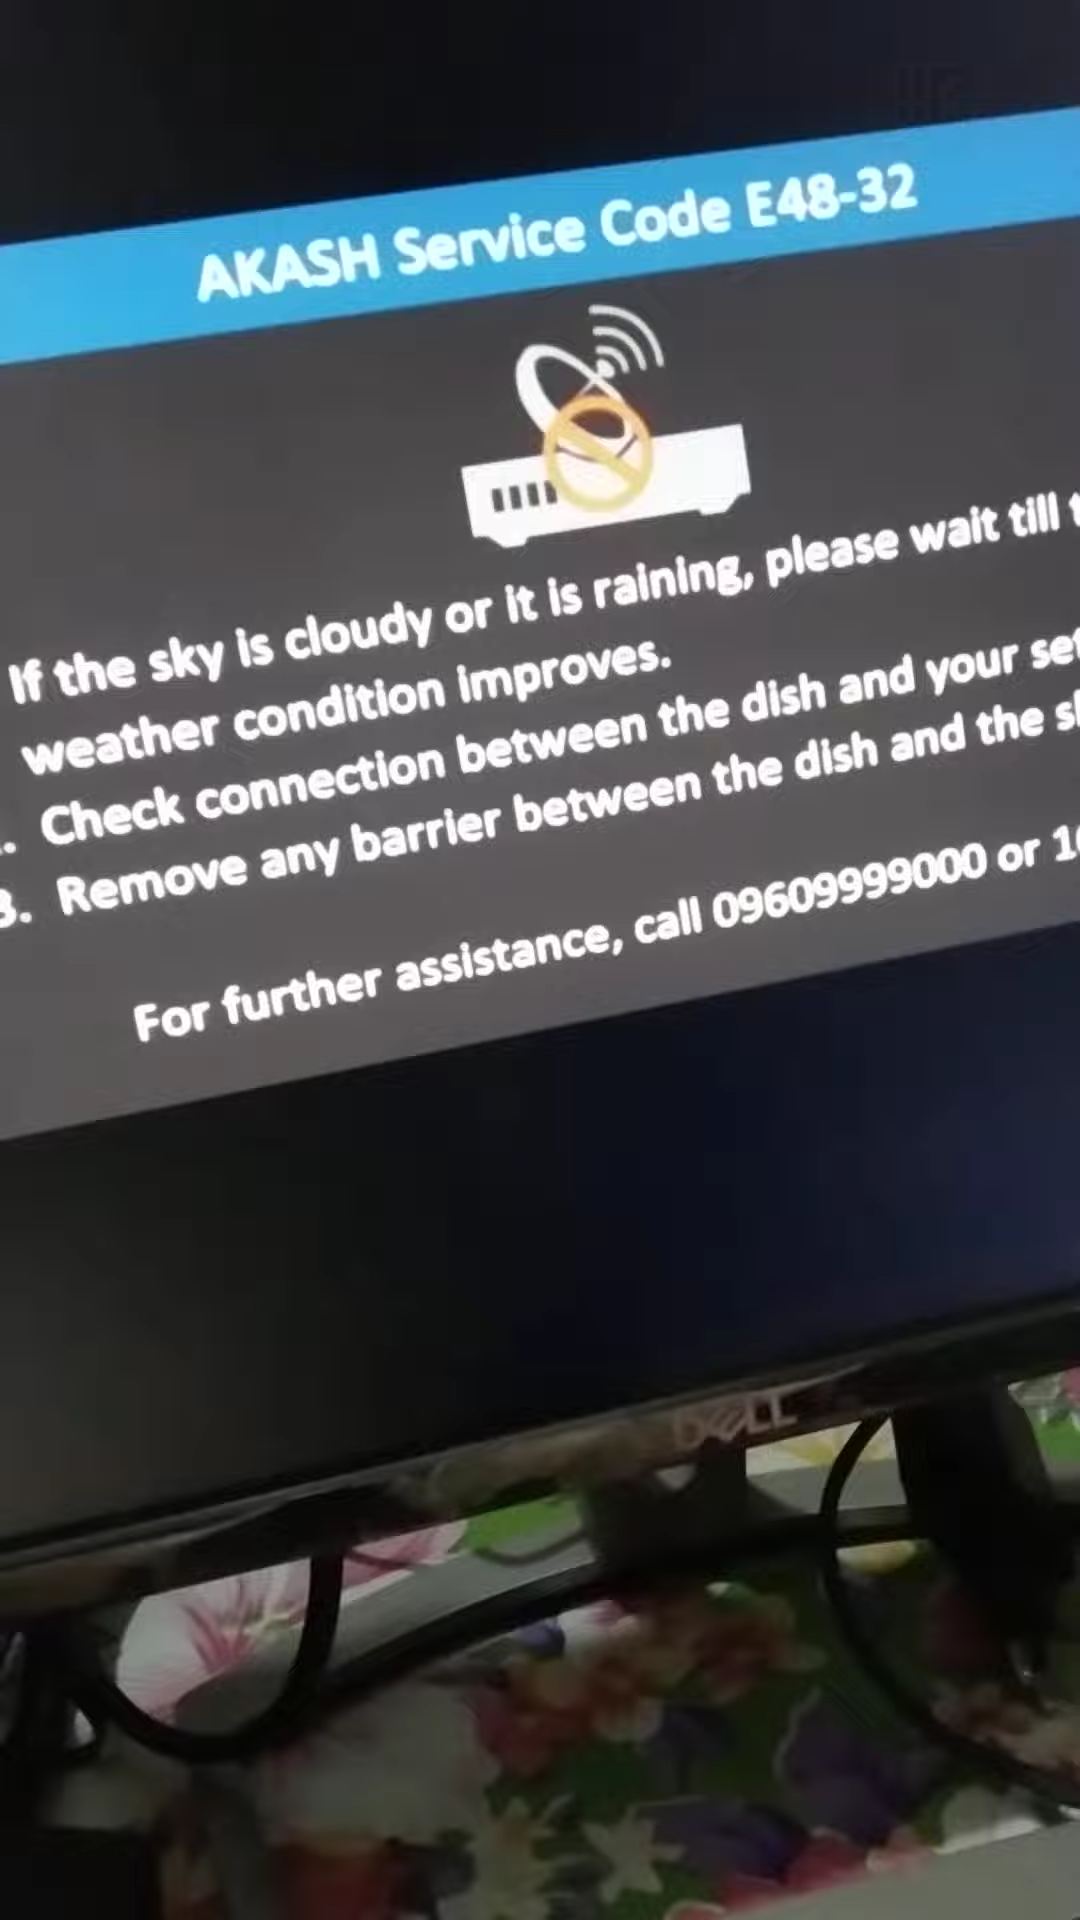 AKASH Service Code E48-32
If the sky is cloudy or it is raining, please wait till
weather condition improves.
Check connection between the dish and your
3. Remove any barrier between the dish and the
For further assistance, call 09609999000 or
DELL